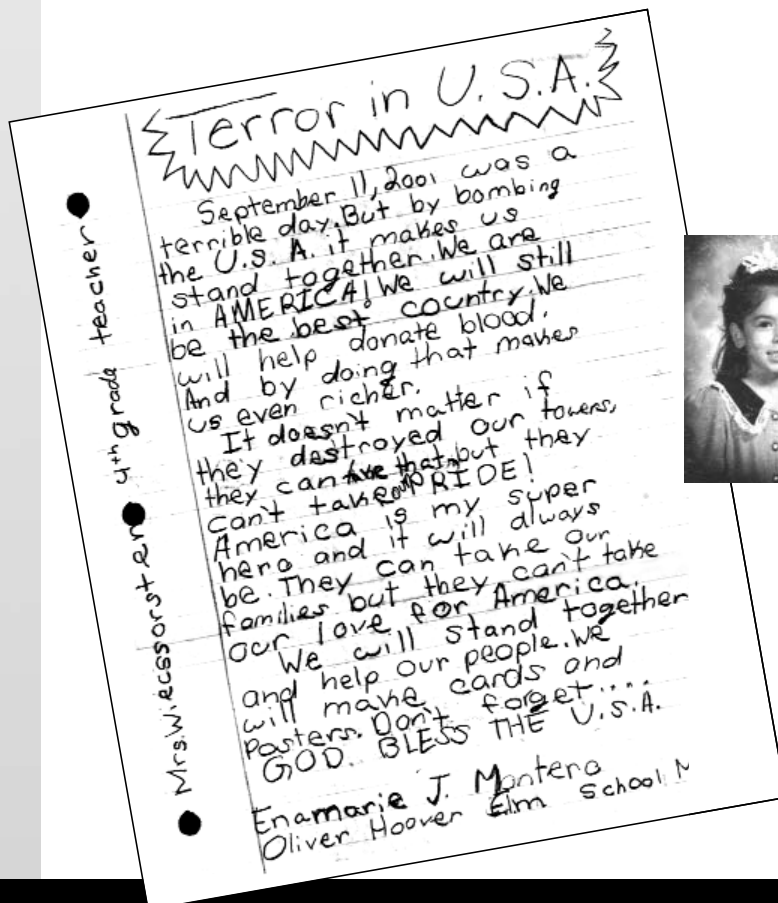 Terror in U.S.A.
September 11, 2001 was a
terrible day. But by bombing
the U.S. A. it makes us
stand together. We are
in AMERICA! We will still
be the best country. We
will help donate blood.
And by doing that makes
us even richer.
It doesn't matter if
they destroyed our towers,
they can have that, but they
can't take our PRIDE!
America is my super
hero and it will always
be. They can take our
families but they can't take
our love for America.
We will stand together
and help our people. We
will make cards and
posters. Don't forget....
GOD. BLESS THE U.S.A.
Enamarie J. Montero
Oliver Hoover Elm School
Mrs. 4th grade teacher